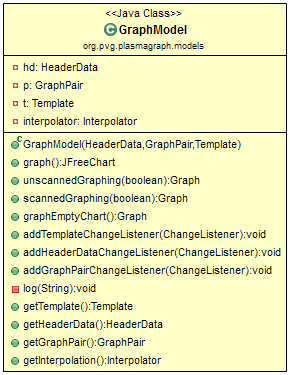 <<Java Class>>
GraphModel
org.pvg.plasmagraph.models
hd: HeaderData
p: GraphPair
t: Template
interpolator: Interpolator
GraphModel(HeaderData,GraphPair,Template)
graph():JFreeChart
unscannedGraphing(boolean):Graph
scannedGraphing(boolean):Graph
graphEmptyChart():Graph
addTemplateChangeListener(ChangeListener):void
addHeaderDataChangeListener(ChangeListener):void
addGraphPairChangeListener(ChangeListener):void
log(String):void
getTemplate():Template
getHeaderData():HeaderData
getGraphPair():GraphPair
getInterpolation():Interpolator